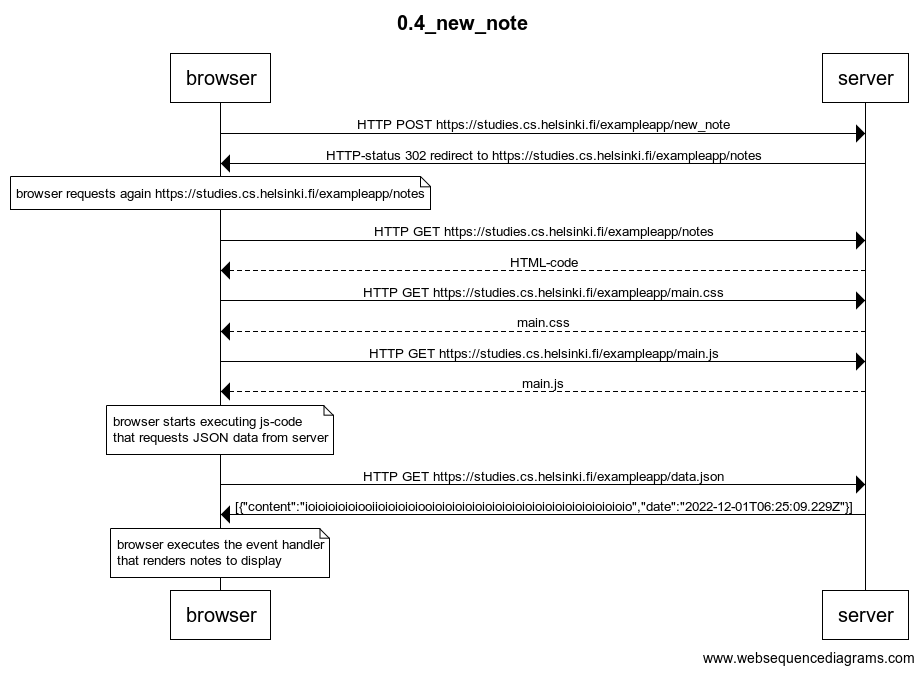 0.4_new_note
browser
server
HTTP POST https://studies.cs.helsinki.fi/exampleapp/new_note
HTTP-status 302 redirect to https://studies.cs.helsinki.fi/exampleapp/notes
browser requests again https://studies.cs.helsinki.fi/exampleapp/notes
HTTP GET https://studies.cs.helsinki.fi/exampleapp/notes
HTML-code
HTTP GET https://studies.cs.helsinki.fi/exampleapp/main.css
main.css
HTTP GET https://studies.cs.helsinki.fi/exampleapp/main.js
main.js
browser starts executing js-code
that requests JSON data from server
HTTP GET https://studies.cs.helsinki.fi/exampleapp/data.json
[{"content":"ioioioioioiooiioioioioiooioioioioioioioioioioioioioioioioioioioio","date":"2022-12-01T06:25:09.229Z"}]
browser executes the event handler
that renders notes to display
browser
server
www.websequencediagrams.com